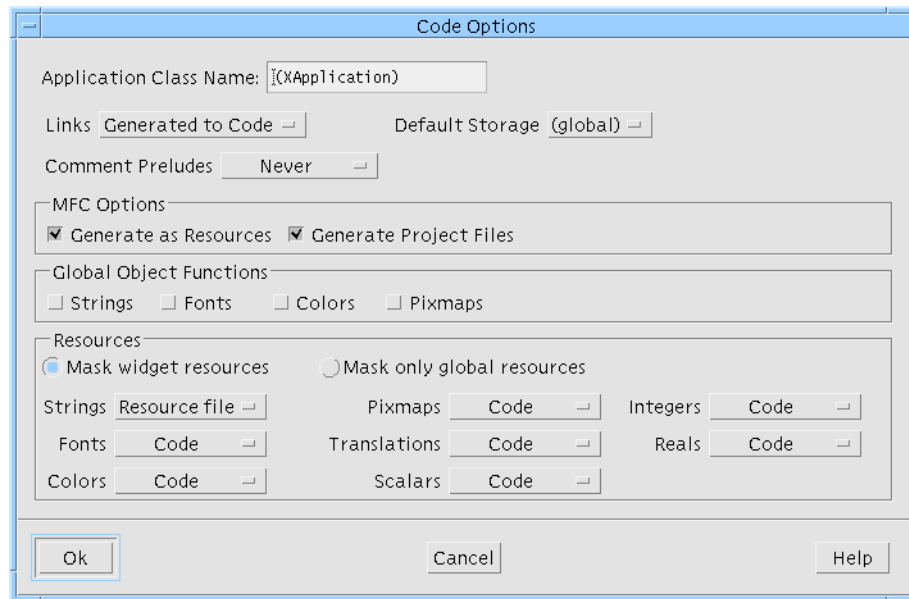 Code Options
Application Class Name: (XApplication)
Links Generated to Code Default Storage (global)
Comment Preludes Never
MFC Options
Generate as Resources Generate Project Files
Global Object Functions
Strings Fonts Colors Pixmaps
Resources
Mask widget resources Mask only global resources
Strings Resource file Pixmaps Code Integers Code
Fonts Code Translations Code Reals Code
Colors Code Scalars Code
Ok Cancel Help